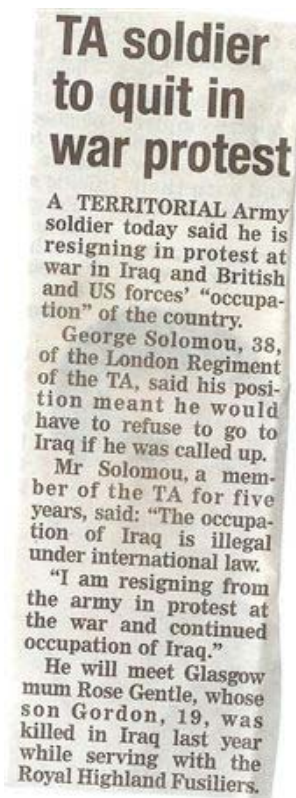 TA soldier
to quit in
war protest
A TERRITORIAL Army
soldier today said he is
resigning in protest at
war in Iraq and British
and US forces' "occupa-
tion" of the country.
George Solomou, 38,
of the London Regiment
of the TA, said his posi-
tion meant he would
have to refuse to go to
Iraq if he was called up.
Mr Solomou, a mem-
ber of the TA for five
years, said: "The occupa-
tion of Iraq is illegal
under international law.
"I am resigning from
the army in protest at
the war and continued
occupation of Iraq."
He will meet Glasgow
mum Rose Gentle, whose
son Gordon, 19, was
killed in Iraq last year
while serving with the
Royal Highland Fusiliers.